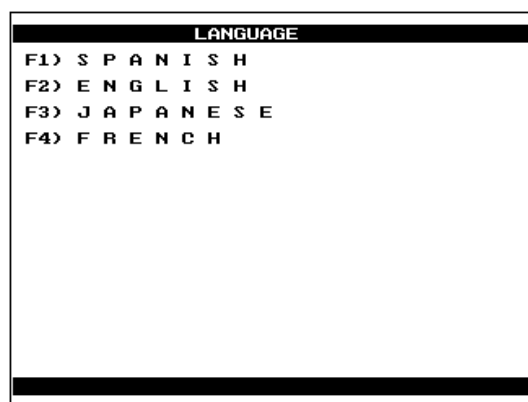 LANGUAGE
F1) S P A N I S H
F2) E N G L I S H
F3) J A P A N E S E
F4) F R E N C H